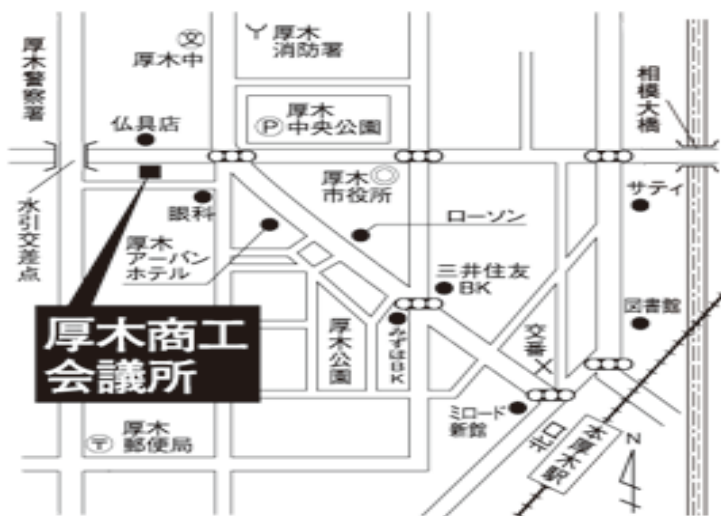 厚木警察署
文
厚木中
厚木
消防署
厚木
P 中央公園
相模大橋
仏具店
水引交差点
眼科
厚木
市役所
ローソン
サティ
厚木
アーバン
ホテル
三井住友
BK
図書館
厚木商工
会議所
厚木公園
みずほBK
交番
ミロード
新館
北口
本厚木駅
N
〒
厚木
郵便局